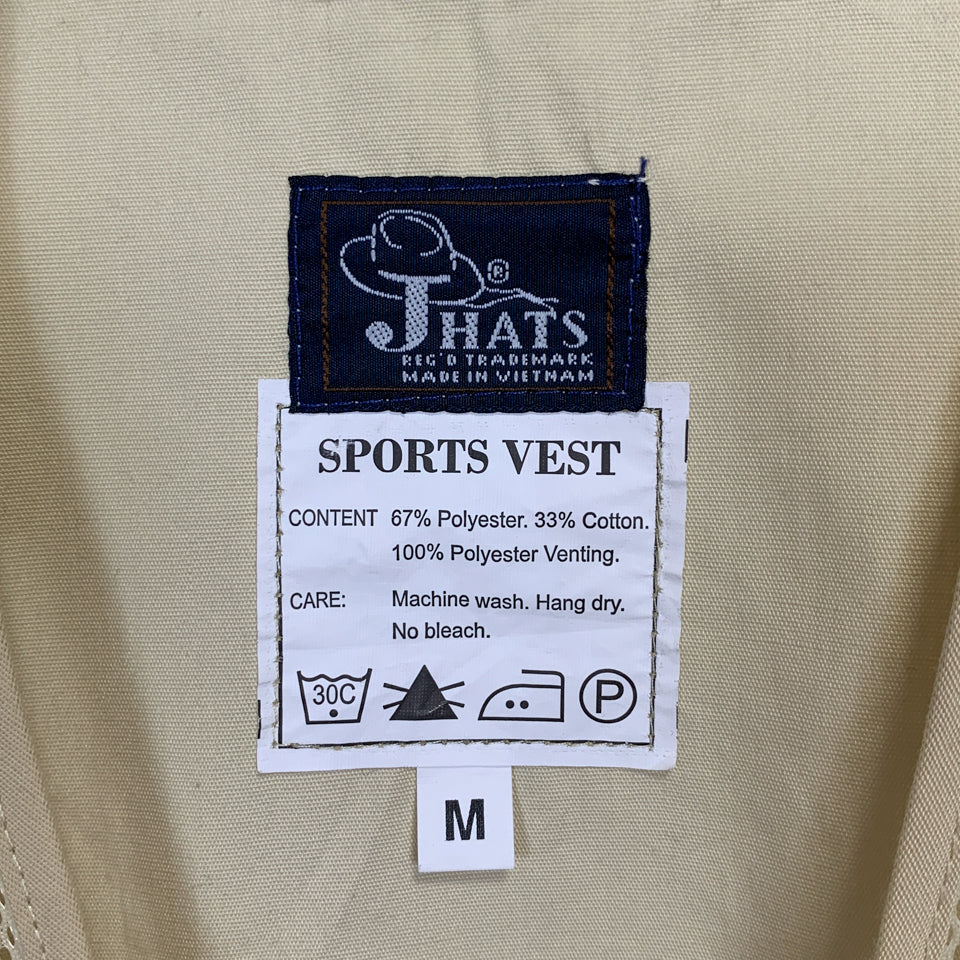 J HATS ®
REG'D TRADEMARK
MADE IN VIETNAM
SPORTS VEST
CONTENT 67% Polyester. 33% Cotton.
100% Polyester Venting.
CARE: Machine wash. Hang dry.
No bleach.
30C P
M